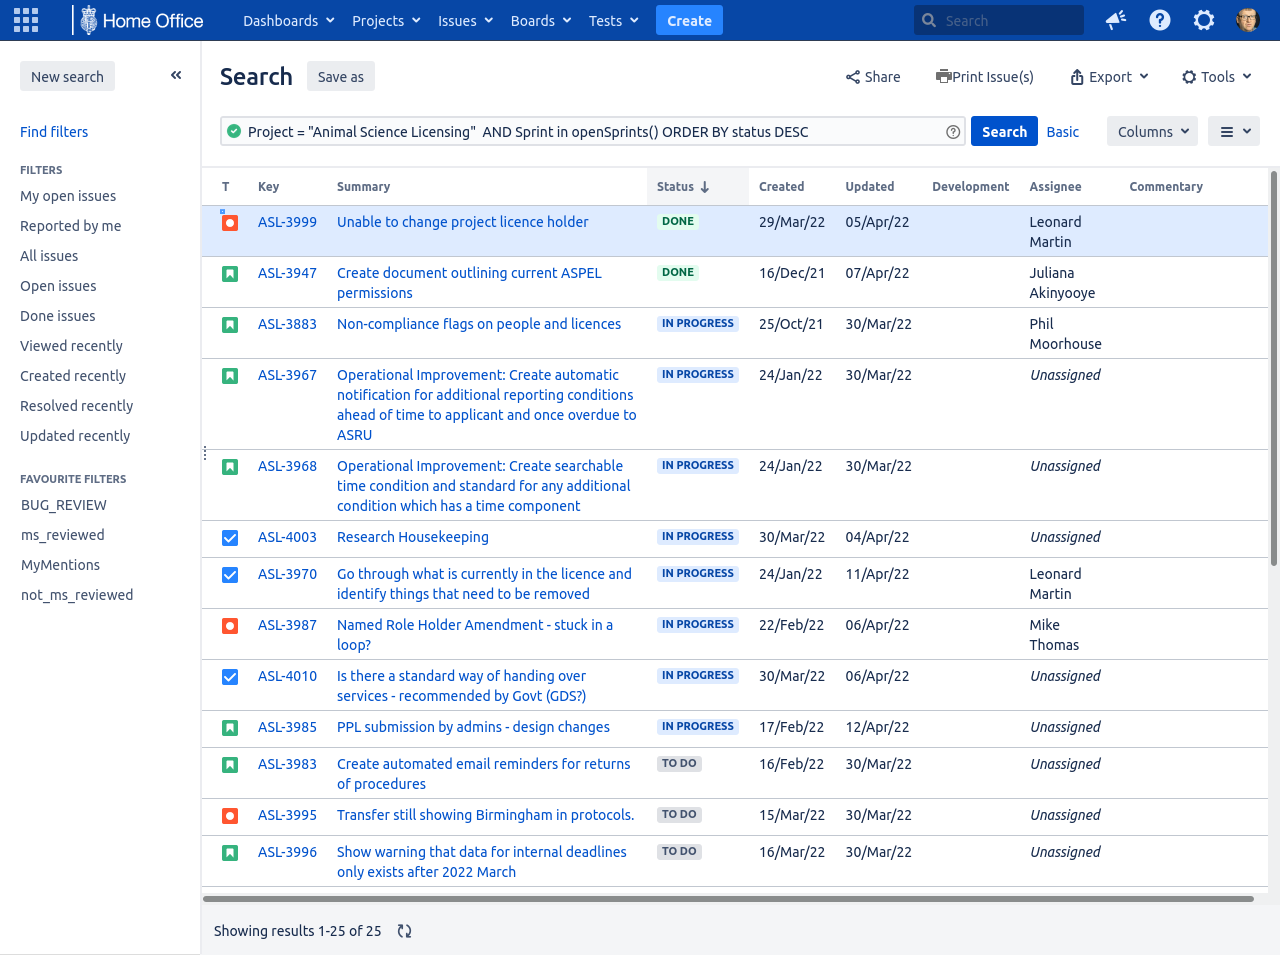 Home Office Dashboards Projects Issues Boards Tests Create Search
New search
Find filters
FILTERS
My open issues
Reported by me
All issues
Open issues
Done issues
Viewed recently
Created recently
Resolved recently
Updated recently
FAVOURITE FILTERS
BUG_REVIEW
ms_reviewed
MyMentions
not_ms_reviewed
Search Save as Share Print Issue(s) Export Tools
Project = "Animal Science Licensing"  AND Sprint in openSprints() ORDER BY status DESC Search Basic Columns
T Key Summary Status Created Updated Development Assignee Commentary
ASL-3999 Unable to change project licence holder DONE 29/Mar/22 05/Apr/22 Leonard
Martin
ASL-3947 Create document outlining current ASPEL DONE 16/Dec/21 07/Apr/22 Juliana
permissions Akinyooye
ASL-3883 Non-compliance flags on people and licences IN PROGRESS 25/Oct/21 30/Mar/22 Phil
Moorhouse
ASL-3967 Operational Improvement: Create automatic IN PROGRESS 24/Jan/22 30/Mar/22 Unassigned
notification for additional reporting conditions
ahead of time to applicant and once overdue to
ASRU
ASL-3968 Operational Improvement: Create searchable IN PROGRESS 24/Jan/22 30/Mar/22 Unassigned
time condition and standard for any additional
condition which has a time component
ASL-4003 Research Housekeeping IN PROGRESS 30/Mar/22 04/Apr/22 Unassigned
ASL-3970 Go through what is currently in the licence and IN PROGRESS 24/Jan/22 11/Apr/22 Leonard
identify things that need to be removed Martin
ASL-3987 Named Role Holder Amendment - stuck in a IN PROGRESS 22/Feb/22 06/Apr/22 Mike
loop? Thomas
ASL-4010 Is there a standard way of handing over IN PROGRESS 30/Mar/22 06/Apr/22 Unassigned
services - recommended by Govt (GDS?)
ASL-3985 PPL submission by admins - design changes IN PROGRESS 17/Feb/22 12/Apr/22 Unassigned
ASL-3983 Create automated email reminders for returns TO DO 16/Feb/22 30/Mar/22 Unassigned
of procedures
ASL-3995 Transfer still showing Birmingham in protocols. TO DO 15/Mar/22 30/Mar/22 Unassigned
ASL-3996 Show warning that data for internal deadlines TO DO 16/Mar/22 30/Mar/22 Unassigned
only exists after 2022 March
Showing results 1-25 of 25